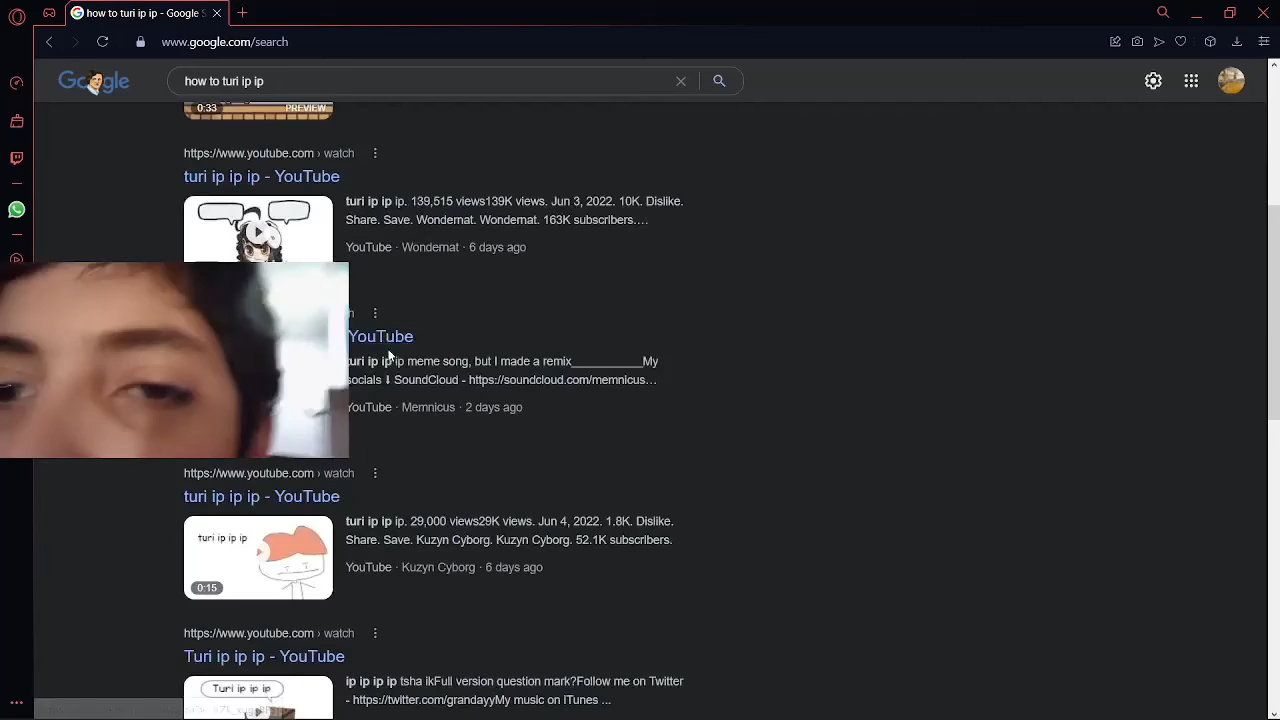 how to turi ip ip - Google S
www.google.com/search
Google
how to turi ip ip
0:33
PREVIEW
https://www.youtube.com › watch
turi ip ip ip - YouTube
turi ip ip ip. 139,515 views139K views. Jun 3, 2022. 10K. Dislike.
Share. Save. Wondernat. Wondernat. 163K subscribers....
YouTube · Wondernat · 6 days ago
YouTube
turi ip ip ip meme song, but I made a remix____________My
socials ⬇ SoundCloud - https://soundcloud.com/memnicus...
YouTube · Memnicus · 2 days ago
https://www.youtube.com › watch
turi ip ip ip - YouTube
turi ip ip ip
0:15
turi ip ip ip. 29,000 views29K views. Jun 4, 2022. 1.8K. Dislike.
Share. Save. Kuzyn Cyborg. Kuzyn Cyborg. 52.1K subscribers.
YouTube · Kuzyn Cyborg · 6 days ago
https://www.youtube.com › watch
Turi ip ip ip - YouTube
Turi ip ip ip
ip ip ip ip tsha ikFull version question mark?Follow me on Twitter
- https://twitter.com/grandayyMy music on ITunes ...